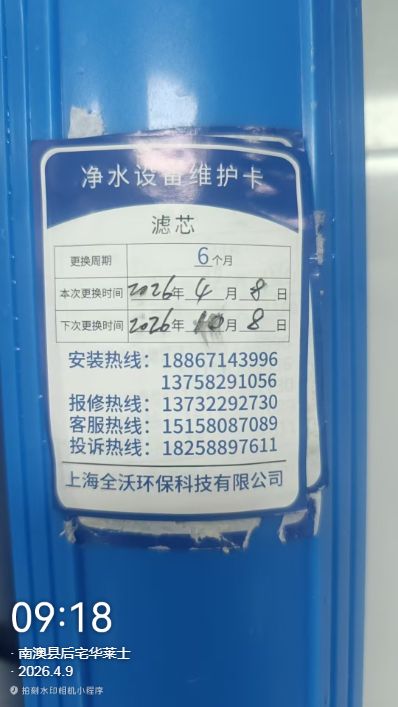 净水设备维护卡
滤芯
更换周期 6个月
本次更换时间 2026年 4 月 8 日
下次更换时间 2026年 10 月 8 日
安装热线：18867143996
13758291056
报修热线：13732292730
客服热线：15158087089
投诉热线：18258897611
上海全沃环保科技有限公司
09:18
· 南澳县后宅华莱士
· 2026.4.9
拍刻水印相机小程序